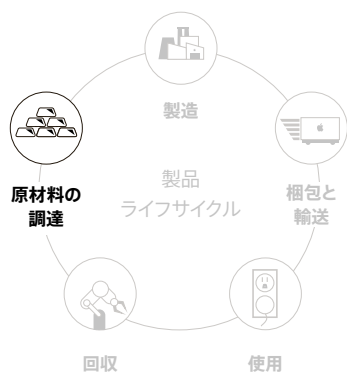 製造
原材料の
調達
製品
ライフサイクル
梱包と
輸送
回収
使用